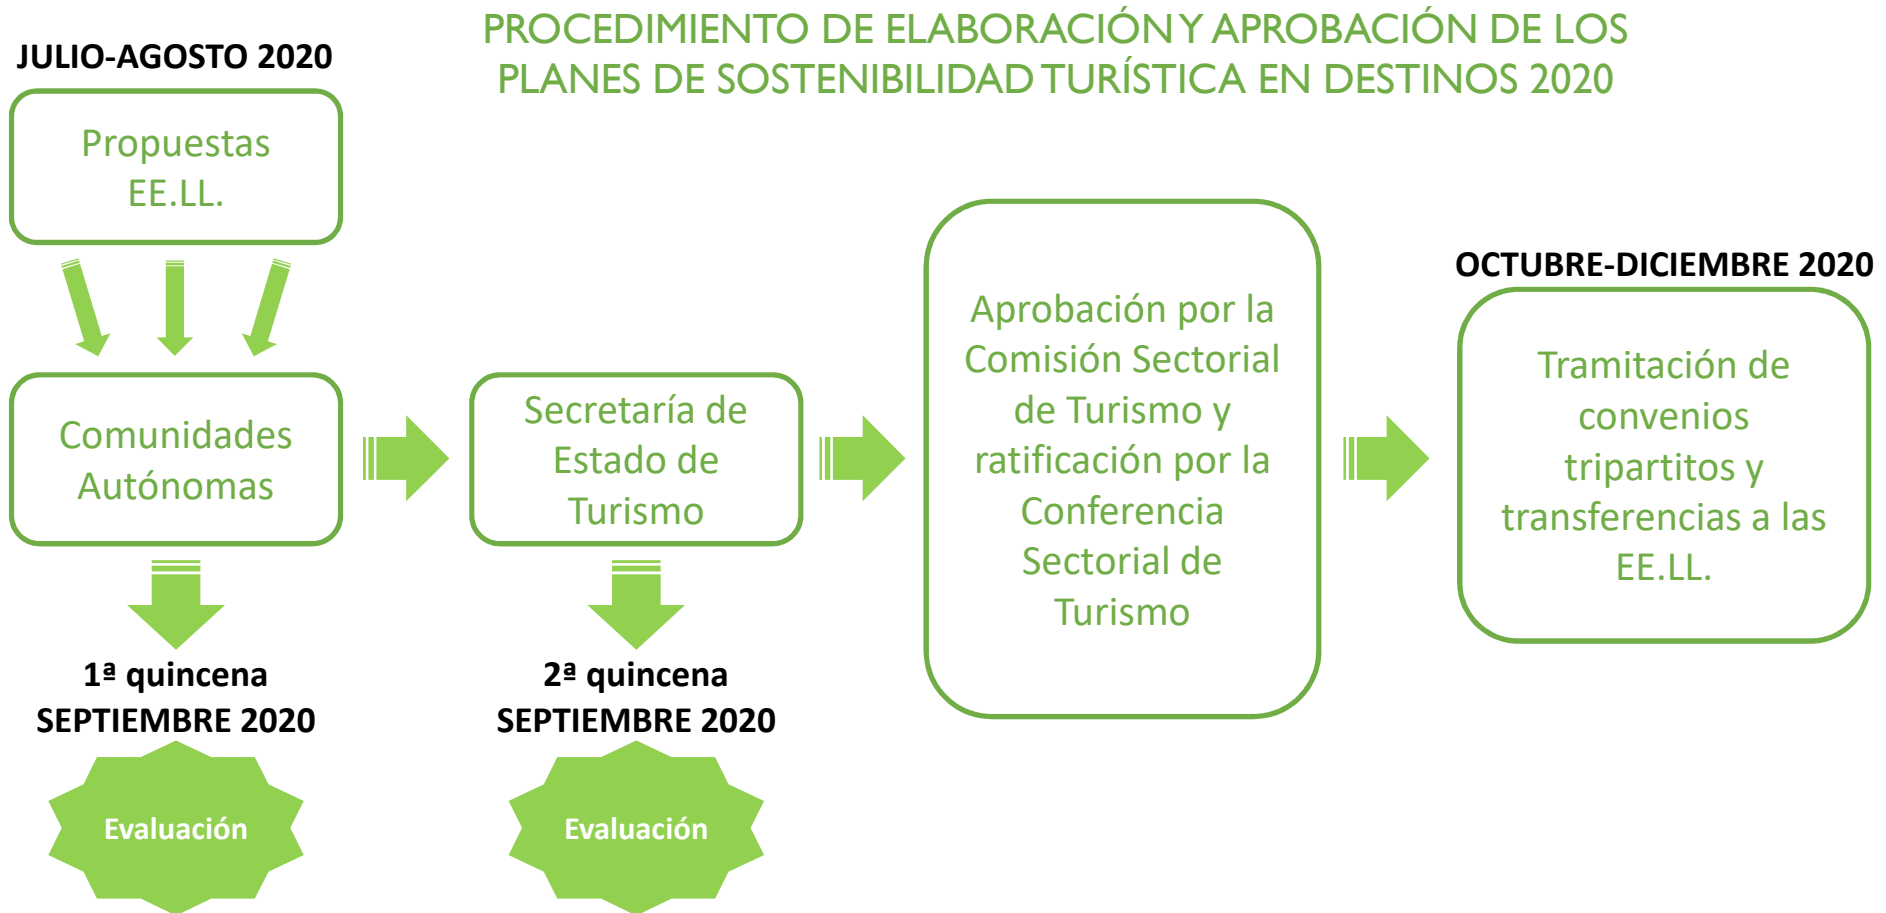 PROCEDIMIENTO DE ELABORACIÓN Y APROBACIÓN DE LOS
PLANES DE SOSTENIBILIDAD TURÍSTICA EN DESTINOS 2020
JULIO-AGOSTO 2020
Propuestas
EE.LL.
Comunidades
Autónomas
1ª quincena
SEPTIEMBRE 2020
Evaluación
Secretaría de
Estado de
Turismo
2ª quincena
SEPTIEMBRE 2020
Evaluación
Aprobación por la
Comisión Sectorial
de Turismo y
ratificación por la
Conferencia
Sectorial de
Turismo
OCTUBRE-DICIEMBRE 2020
Tramitación de
convenios
tripartitos y
transferencias a las
EE.LL.